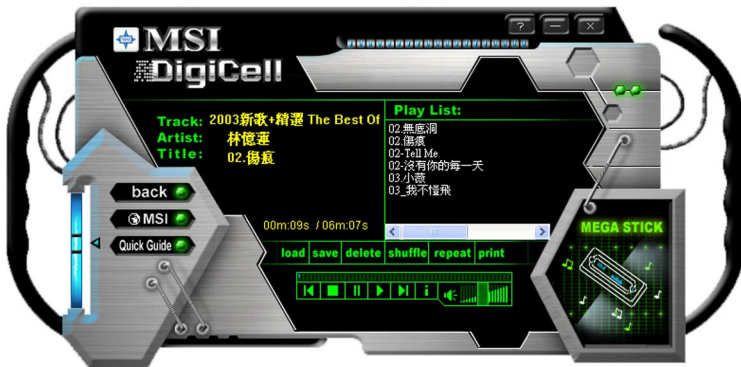 MSI
MSI
DigiCell
Track: 2003新歌+精選 The Best Of
Artist: 林憶蓮
Title: 02.傷痕
Play List:
02.無底洞
02.傷痕
02-Tell Me
02-沒有你的每一天
03.小薇
03_我不懂飛
back
MSI
Quick Guide
00m:09s / 06m:07s
load save delete shuffle repeat print
i
MEGA STICK